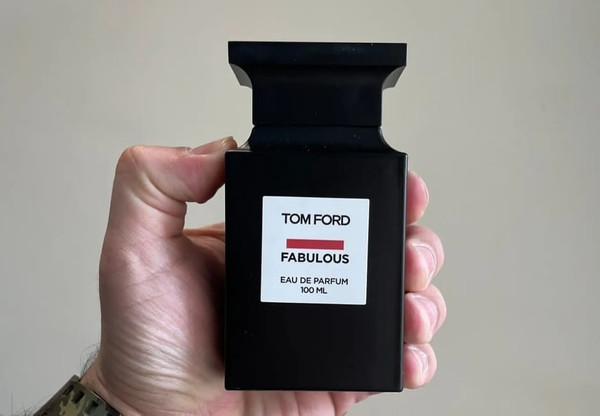 TOM FORD
FABULOUS
EAU DE PARFUM
100 ML